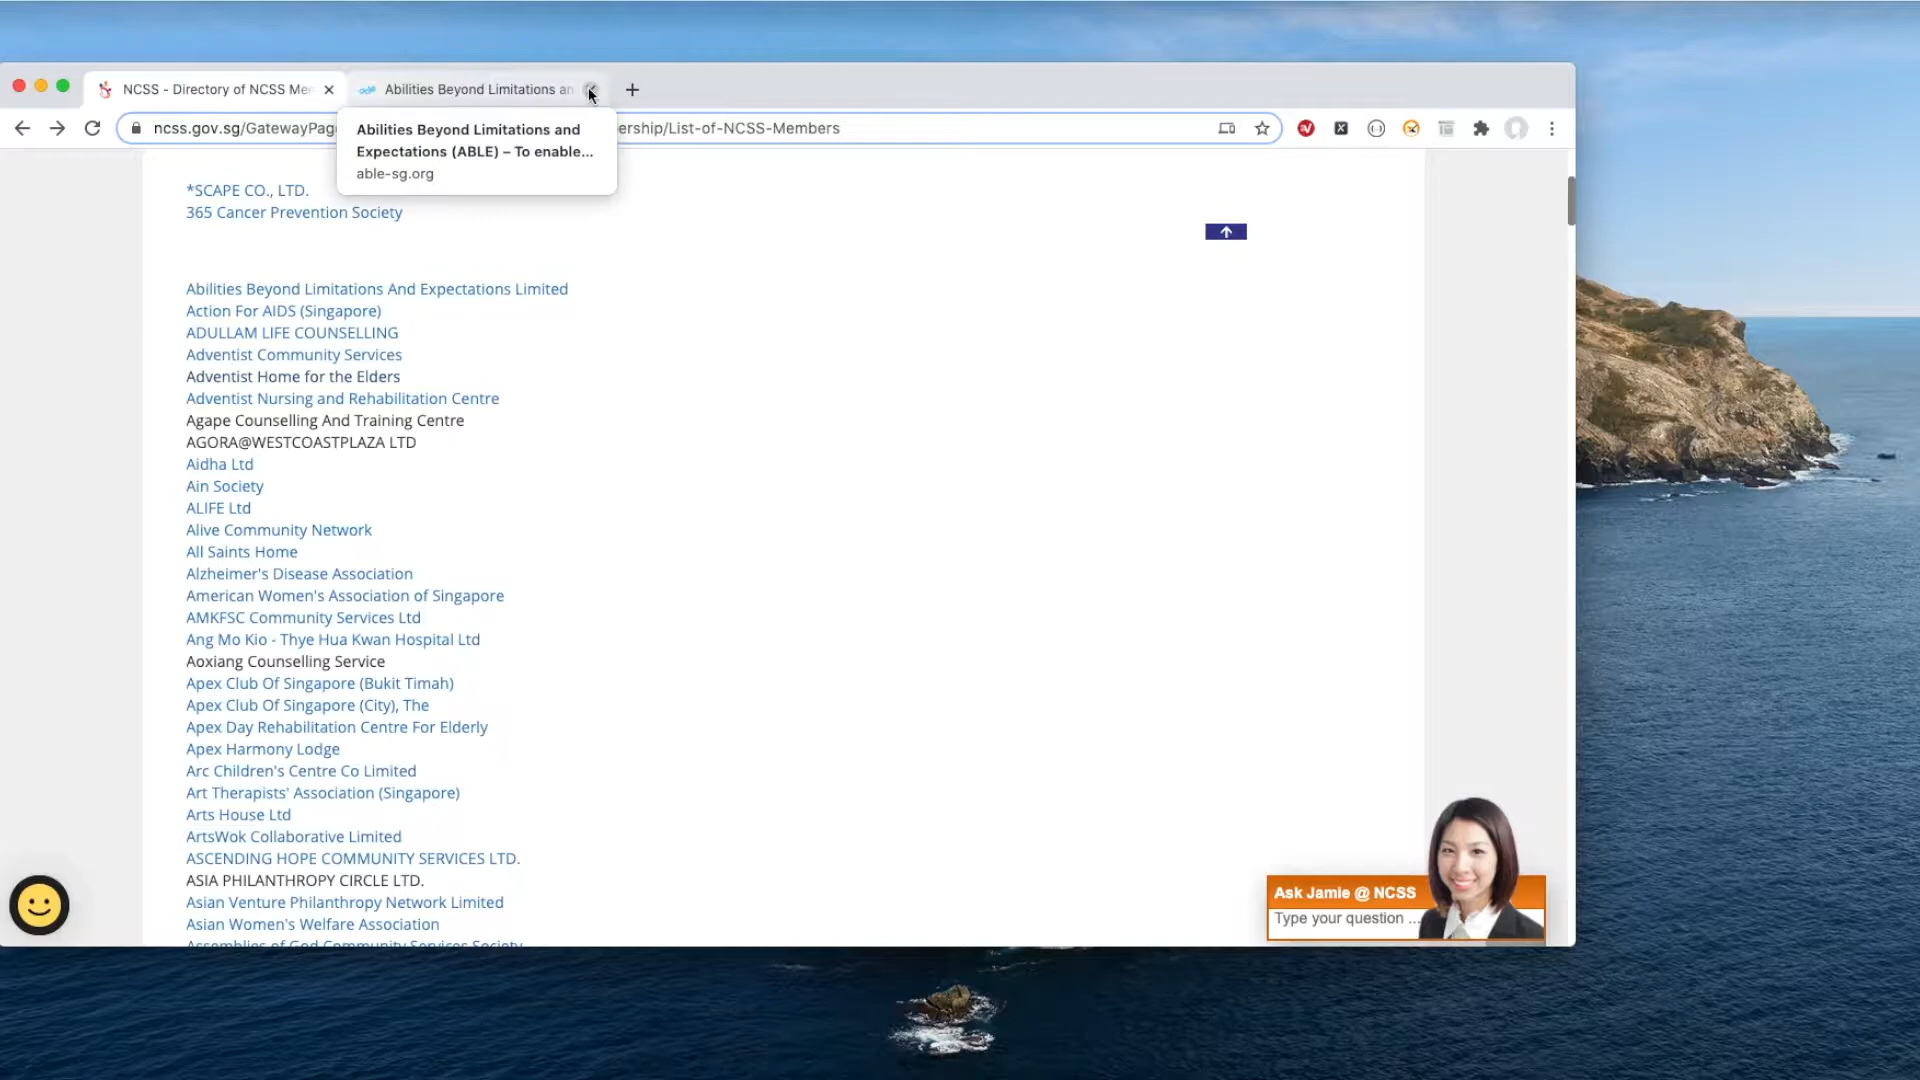 NCSS - Directory of NCSS Me
Abilities Beyond Limitations an
ncss.gov.sg/GatewayPag
ership/List-of-NCSS-Members
Abilities Beyond Limitations and
Expectations (ABLE) – To enable...
able-sg.org
*SCAPE CO., LTD.
365 Cancer Prevention Society
Abilities Beyond Limitations And Expectations Limited
Action For AIDS (Singapore)
ADULLAM LIFE COUNSELLING
Adventist Community Services
Adventist Home for the Elders
Adventist Nursing and Rehabilitation Centre
Agape Counselling And Training Centre
AGORA@WESTCOASTPLAZA LTD
Aidha Ltd
Ain Society
ALIFE Ltd
Alive Community Network
All Saints Home
Alzheimer's Disease Association
American Women's Association of Singapore
AMKFSC Community Services Ltd
Ang Mo Kio - Thye Hua Kwan Hospital Ltd
Aoxiang Counselling Service
Apex Club Of Singapore (Bukit Timah)
Apex Club Of Singapore (City), The
Apex Day Rehabilitation Centre For Elderly
Apex Harmony Lodge
Arc Children's Centre Co Limited
Art Therapists' Association (Singapore)
Arts House Ltd
ArtsWok Collaborative Limited
ASCENDING HOPE COMMUNITY SERVICES LTD.
ASIA PHILANTHROPY CIRCLE LTD.
Asian Venture Philanthropy Network Limited
Asian Women's Welfare Association
Assemblies of God Community Services Society
Ask Jamie @ NCSS
Type your question ...